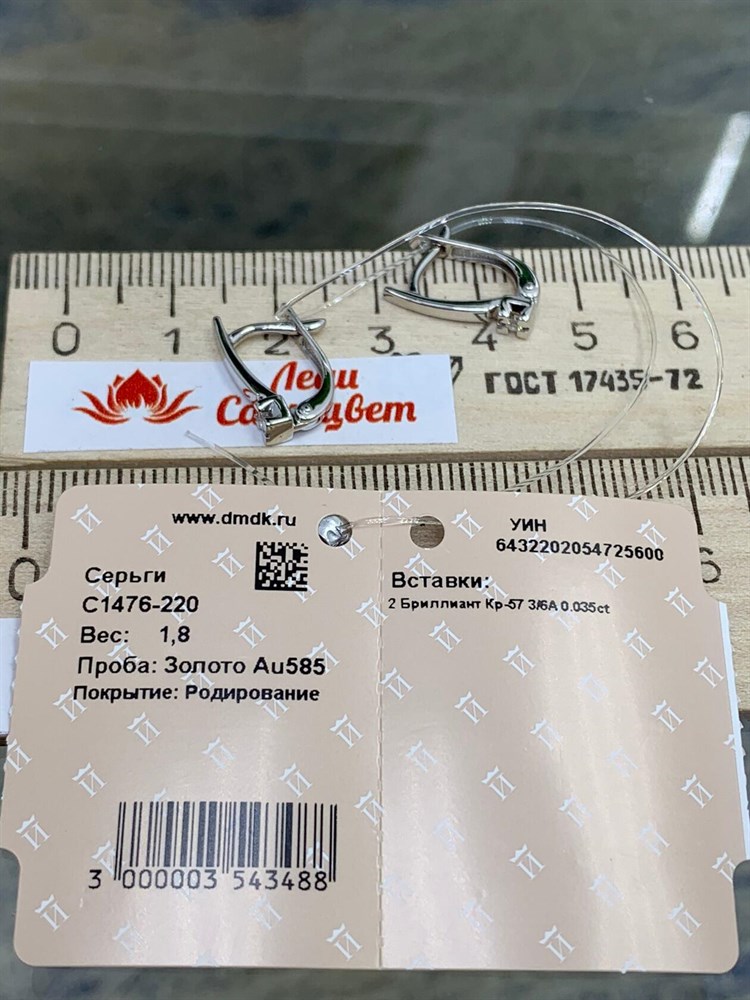 0 1 2 3 4 5 6
Леди
ГОСТ 17435-72
0 6
www.dmdk.ru
Серьги
С1476-220
Вес: 1,8
Проба: Золото Au585
Покрытие: Родирование
3 000003 543488
УИН
6432202054725600
Вставки:
2 Бриллиант Кр-57 3/6А 0.035ct